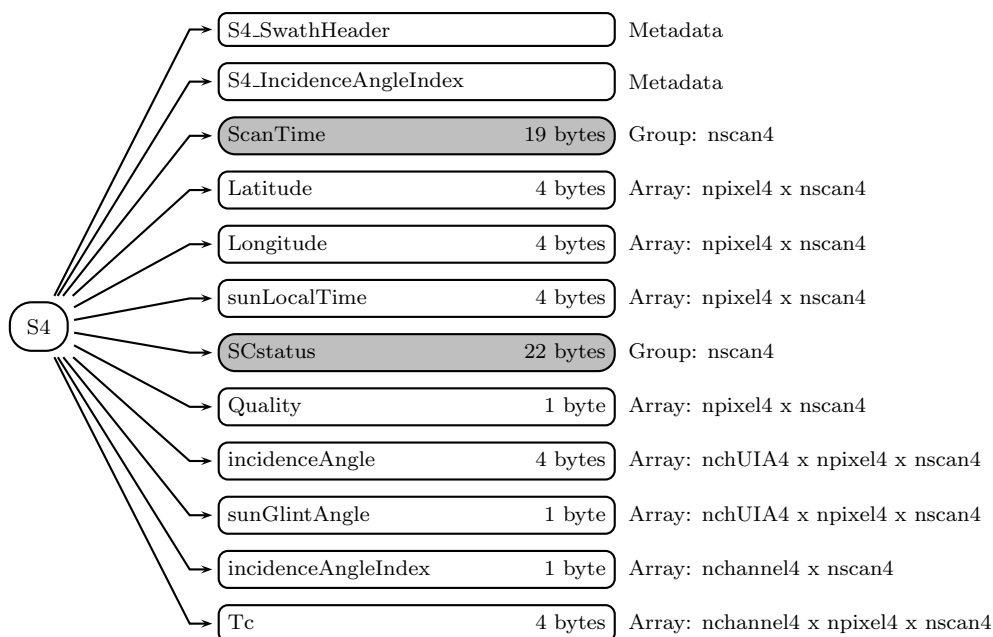 S4_SwathHeader Metadata
S4_IncidenceAngleIndex Metadata
ScanTime 19 bytes Group: nscan4
Latitude 4 bytes Array: npixel4 x nscan4
Longitude 4 bytes Array: npixel4 x nscan4
sunLocalTime 4 bytes Array: npixel4 x nscan4
S4
SCstatus 22 bytes Group: nscan4
Quality 1 byte Array: npixel4 x nscan4
incidenceAngle 4 bytes Array: nchUIA4 x npixel4 x nscan4
sunGlintAngle 1 byte Array: nchUIA4 x npixel4 x nscan4
incidenceAngleIndex 1 byte Array: nchannel4 x nscan4
Tc 4 bytes Array: nchannel4 x npixel4 x nscan4